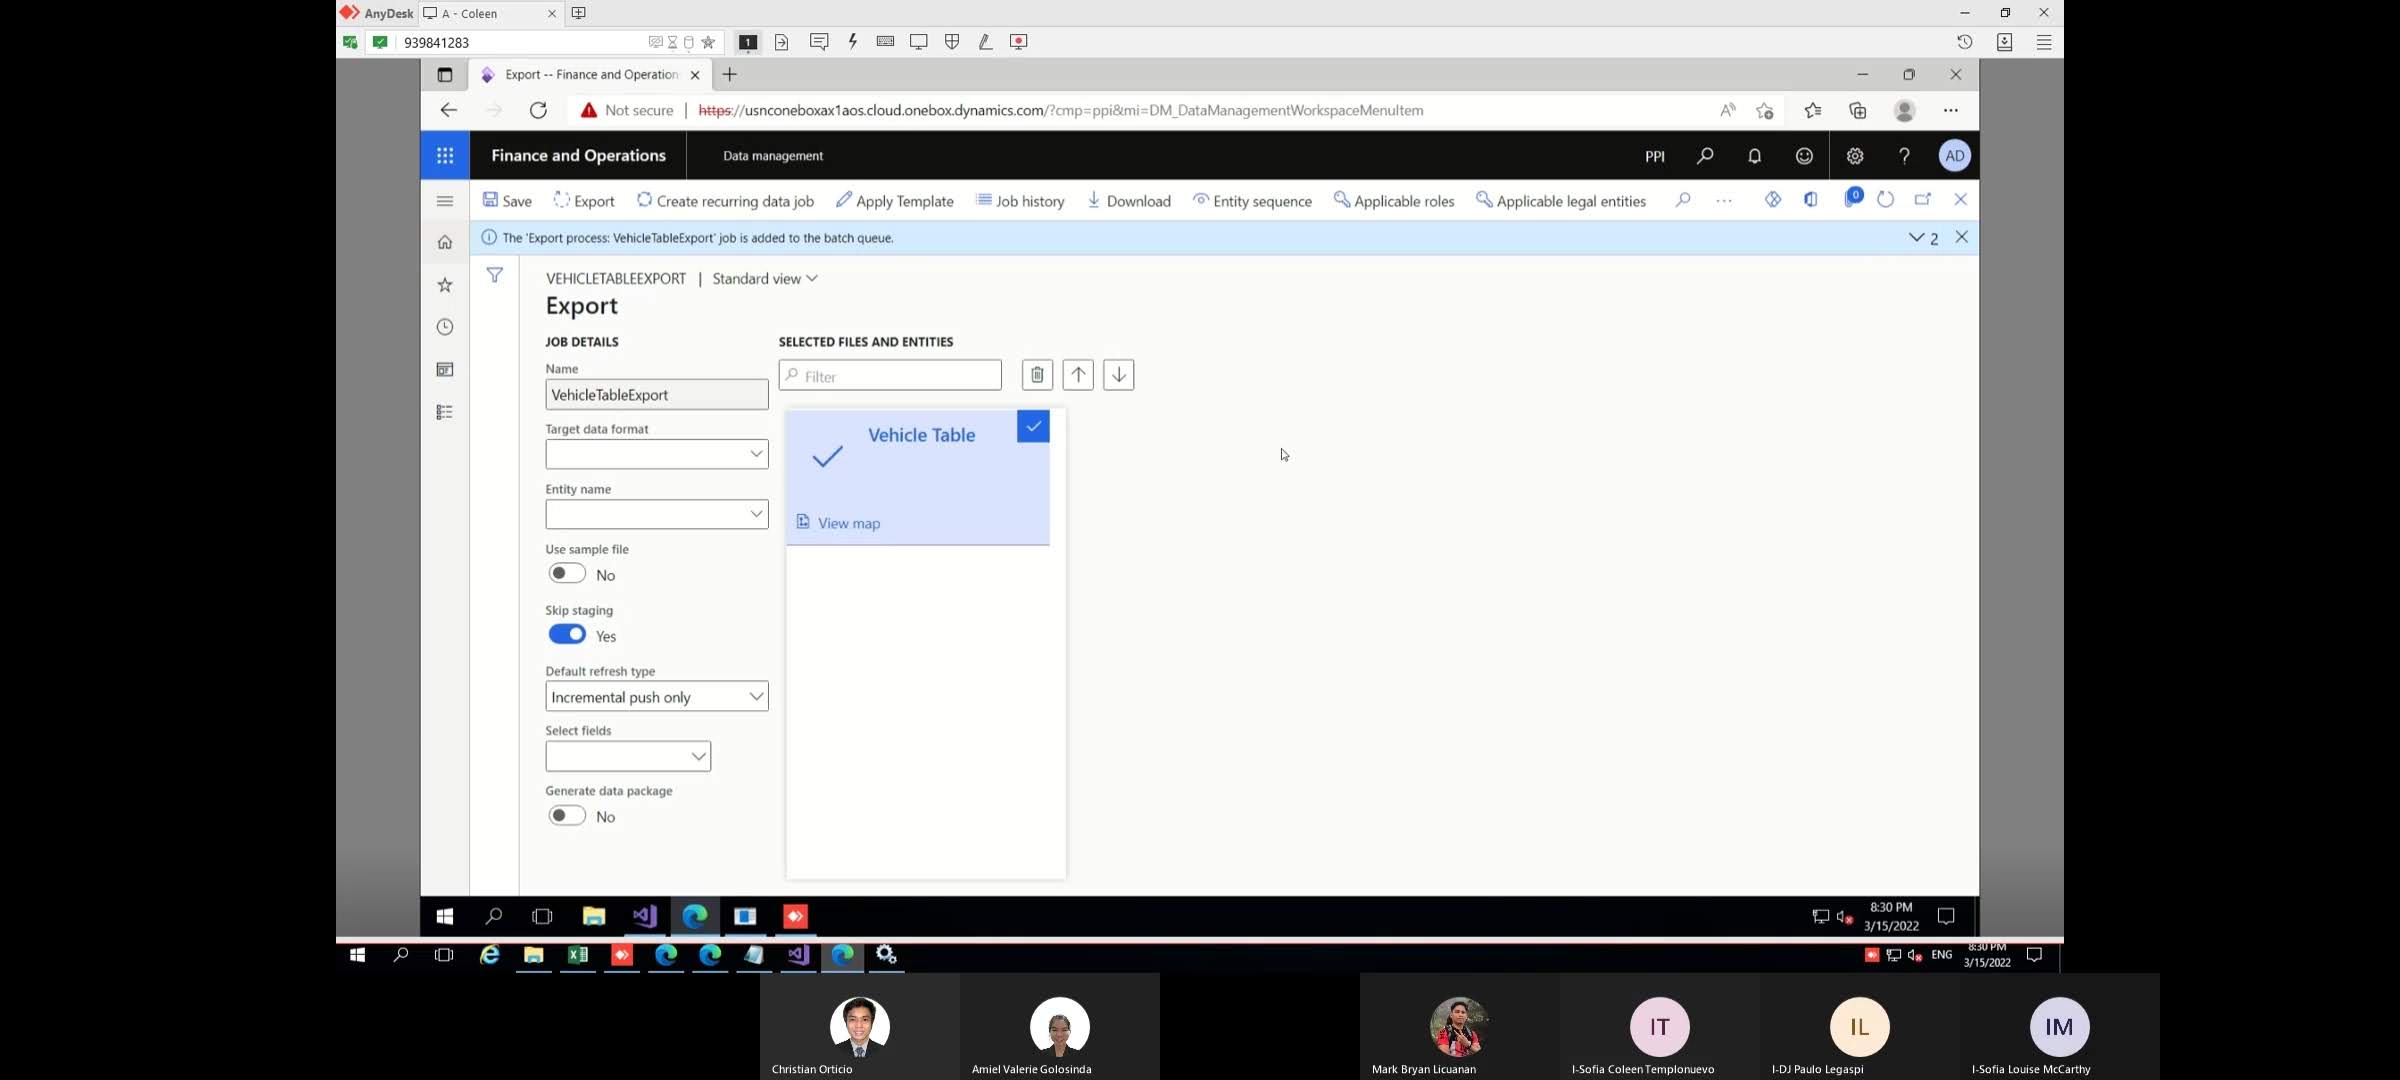 AnyDesk A - Coleen
939841283
1
Export -- Finance and Operation
Not secure | https://usnconeboxax1aos.cloud.onebox.dynamics.com/?cmp=ppi&mi=DM_DataManagementWorkspaceMenuItem
Finance and Operations Data management PPI ? AD
Save Export Create recurring data job Apply Template Job history Download Entity sequence Applicable roles Applicable legal entities ... 0
The 'Export process: VehicleTableExport' job is added to the batch queue. 2
VEHICLETABLEEXPORT | Standard view
Export
JOB DETAILS SELECTED FILES AND ENTITIES
Name
Filter
VehicleTableExport
Target data format
Vehicle Table
Entity name
View map
Use sample file
No
Skip staging
Yes
Default refresh type
Incremental push only
Select fields
Generate data package
No
8:30 PM
3/15/2022
ENG 8:30 PM
3/15/2022
IT IL IM
Christian Orticio Amiel Valerie Golosinda Mark Bryan Licuanan I-Sofia Coleen Templonuevo I-DJ Paulo Legaspi I-Sofia Louise McCarthy